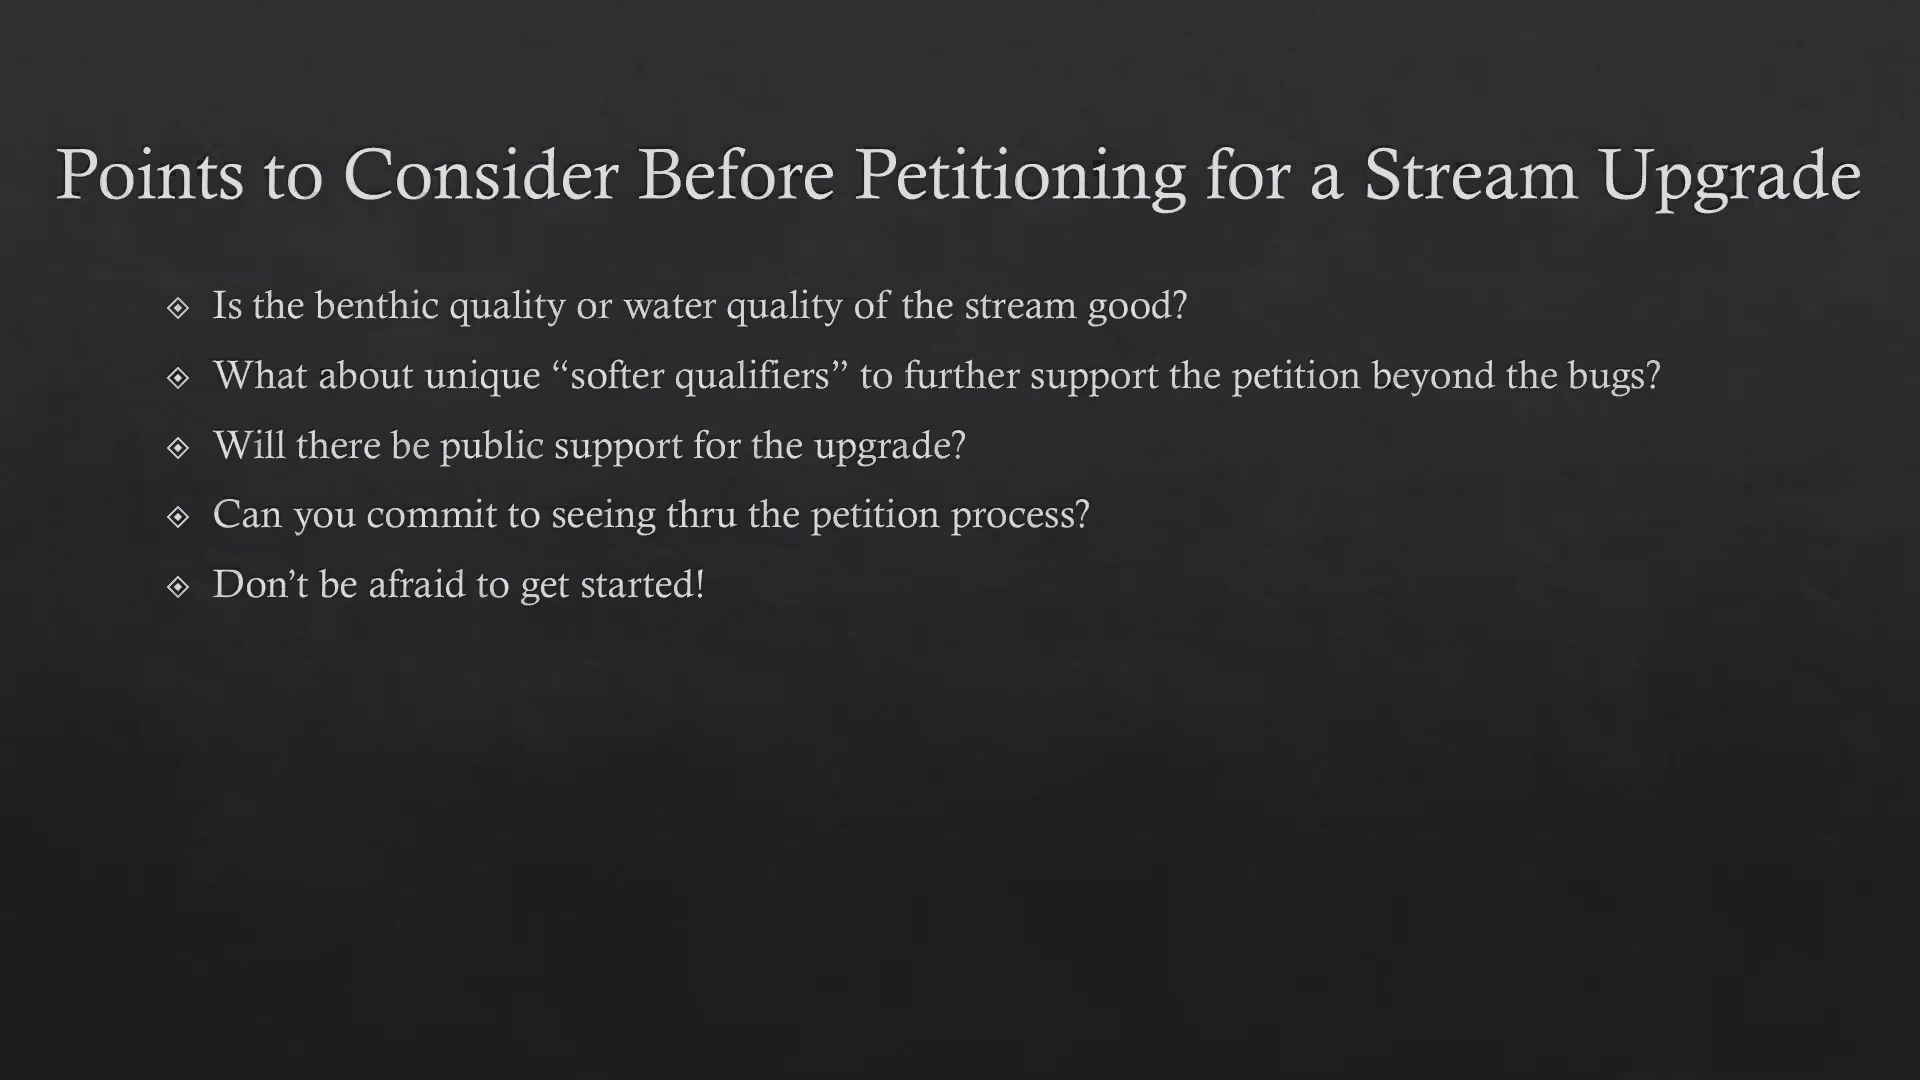 Points to Consider Before Petitioning for a Stream Upgrade
Is the benthic quality or water quality of the stream good?
What about unique “softer qualifiers” to further support the petition beyond the bugs?
Will there be public support for the upgrade?
Can you commit to seeing thru the petition process?
Don’t be afraid to get started!